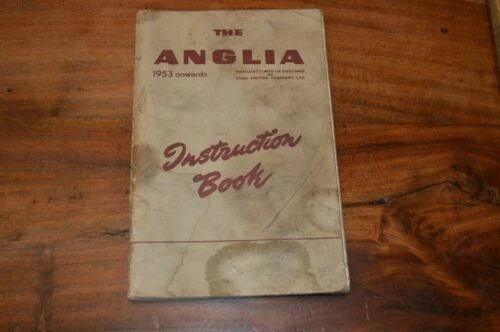 THE
ANGLIA
1953 onwards
MANUFACTURED IN ENGLAND
BY
FORD MOTOR COMPANY LTD
Instruction
Book